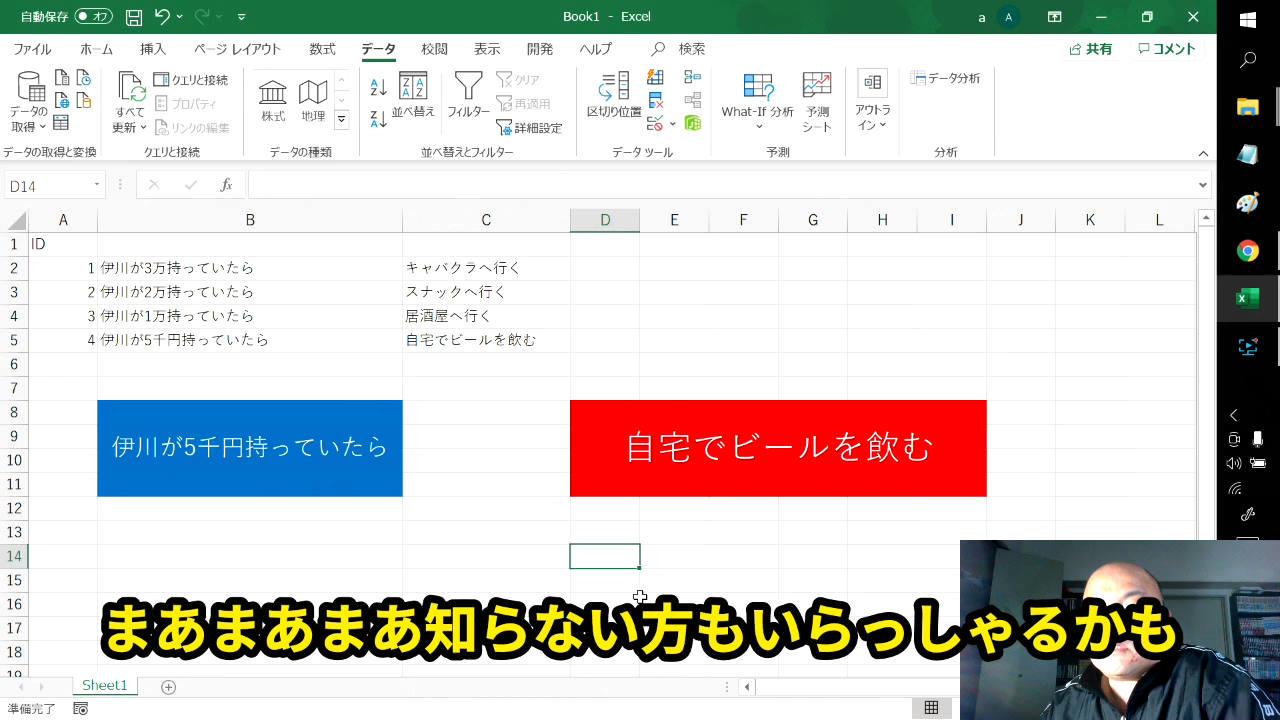 自動保存 オフ Book1 - Excel a A
ファイル ホーム 挿入 ページ レイアウト 数式 データ 校閲 表示 開発 ヘルプ 検索 共有 コメント
データの取得 すべて更新 クエリと接続 プロパティ リンクの編集 株式 地理 並べ替え フィルター クリア 再適用 詳細設定 区切り位置 What-If 分析 予測シート アウトライン データ分析
データの取得と変換 クエリと接続 データの種類 並べ替えとフィルター データ ツール 予測 分析
D14 fx
A B C D E F G H I J K L
1 ID
2 1 伊川が3万持っていたら キャバクラへ行く
3 2 伊川が2万持っていたら スナックへ行く
4 3 伊川が1万持っていたら 居酒屋へ行く
5 4 伊川が5千円持っていたら 自宅でビールを飲む
6
7
8
9
10
11
伊川が5千円持っていたら 自宅でビールを飲む
12
13
14
15
16
17
18
19
まあまあまあ知らない方もいらっしゃるかも
Sheet1
準備完了